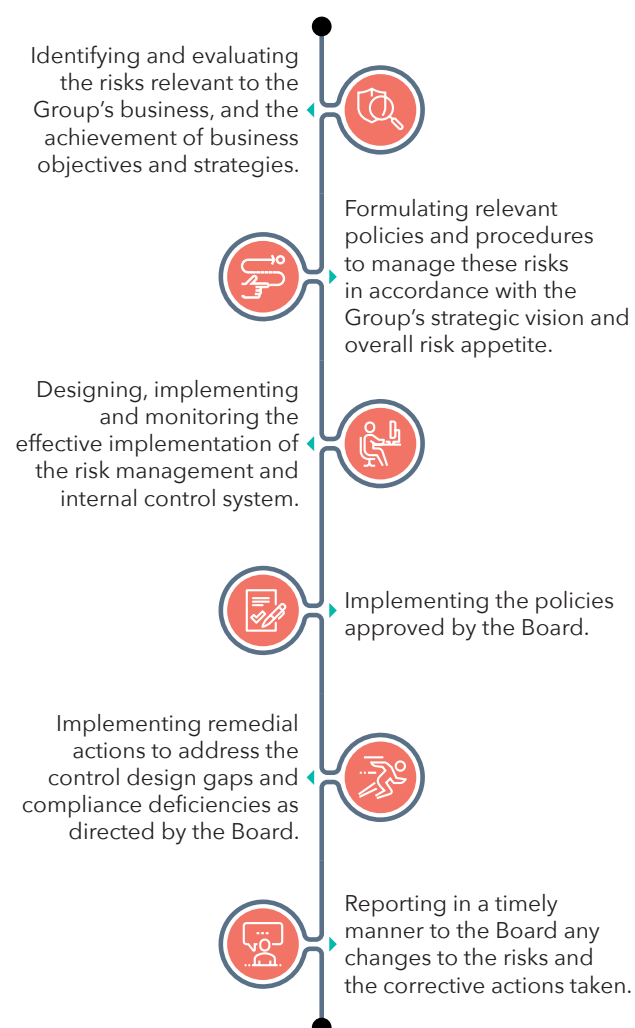 Identifying and evaluating
the risks relevant to the
Group’s business, and the
achievement of business
objectives and strategies.
Formulating relevant
policies and procedures
to manage these risks
in accordance with the
Group’s strategic vision and
overall risk appetite.
Designing, implementing
and monitoring the
effective implementation of
the risk management and
internal control system.
Implementing the policies
approved by the Board.
Implementing remedial
actions to address the
control design gaps and
compliance deficiencies as
directed by the Board.
Reporting in a timely
manner to the Board any
changes to the risks and
the corrective actions taken.